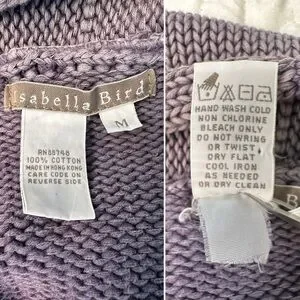 Isabella Bird
M
RN88748
100% COTTON
MADE IN HONG KONG
CARE CODE ON
REVERSE SIDE
HAND WASH COLD
NON CHLORINE
BLEACH ONLY
DO NOT WRING
OR TWIST
DRY FLAT
COOL IRON
AS NEEDED
OR DRY CLEAN
B